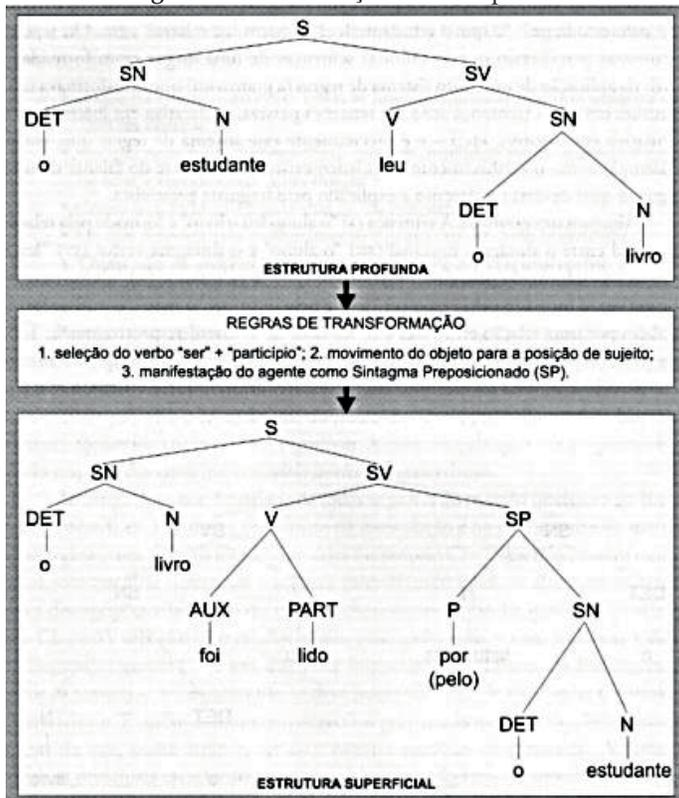 S
SN SV
DET N V SN
o estudante leu
DET N
o livro
ESTRUTURA PROFUNDA
REGRAS DE TRANSFORMAÇÃO
1. seleção do verbo "ser" + "particípio"; 2. movimento do objeto para a posição de sujeito;
3. manifestação do agente como Sintagma Preposicionado (SP).
S
SN SV
DET N V SP
o livro
AUX PART P SN
foi lido por
(pelo)
DET N
o estudante
ESTRUTURA SUPERFICIAL